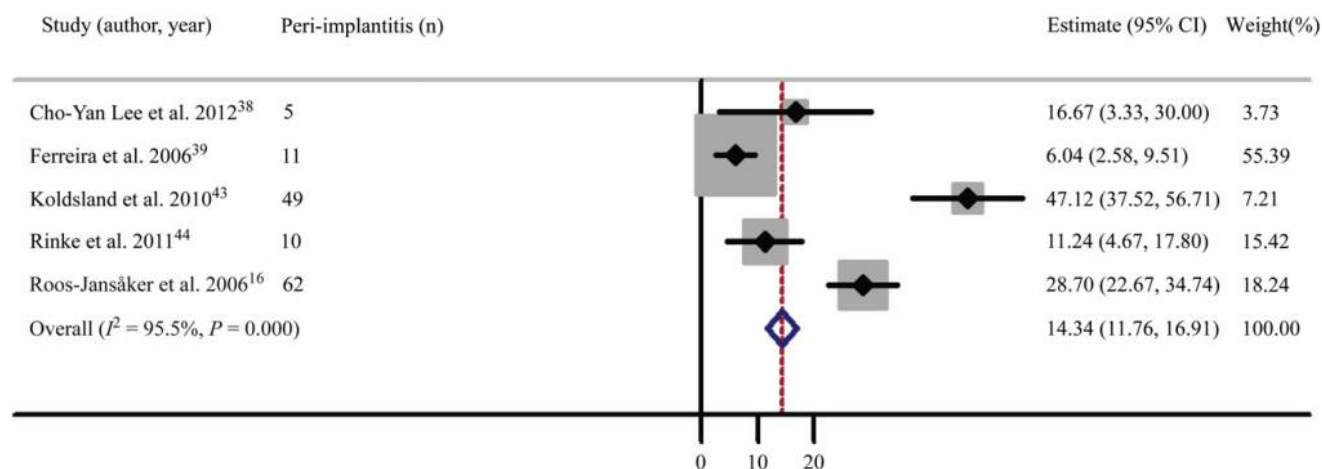 Study (author, year) Peri-implantitis (n) Estimate (95% CI) Weight(%)
Cho-Yan Lee et al. 2012³⁸ 5 16.67 (3.33, 30.00) 3.73
Ferreira et al. 2006³⁹ 11 6.04 (2.58, 9.51) 55.39
Koldsland et al. 2010⁴³ 49 47.12 (37.52, 56.71) 7.21
Rinke et al. 2011⁴⁴ 10 11.24 (4.67, 17.80) 15.42
Roos-Jansåker et al. 2006¹⁶ 62 28.70 (22.67, 34.74) 18.24
Overall (I² = 95.5%, P = 0.000) 14.34 (11.76, 16.91) 100.00
0 10 20